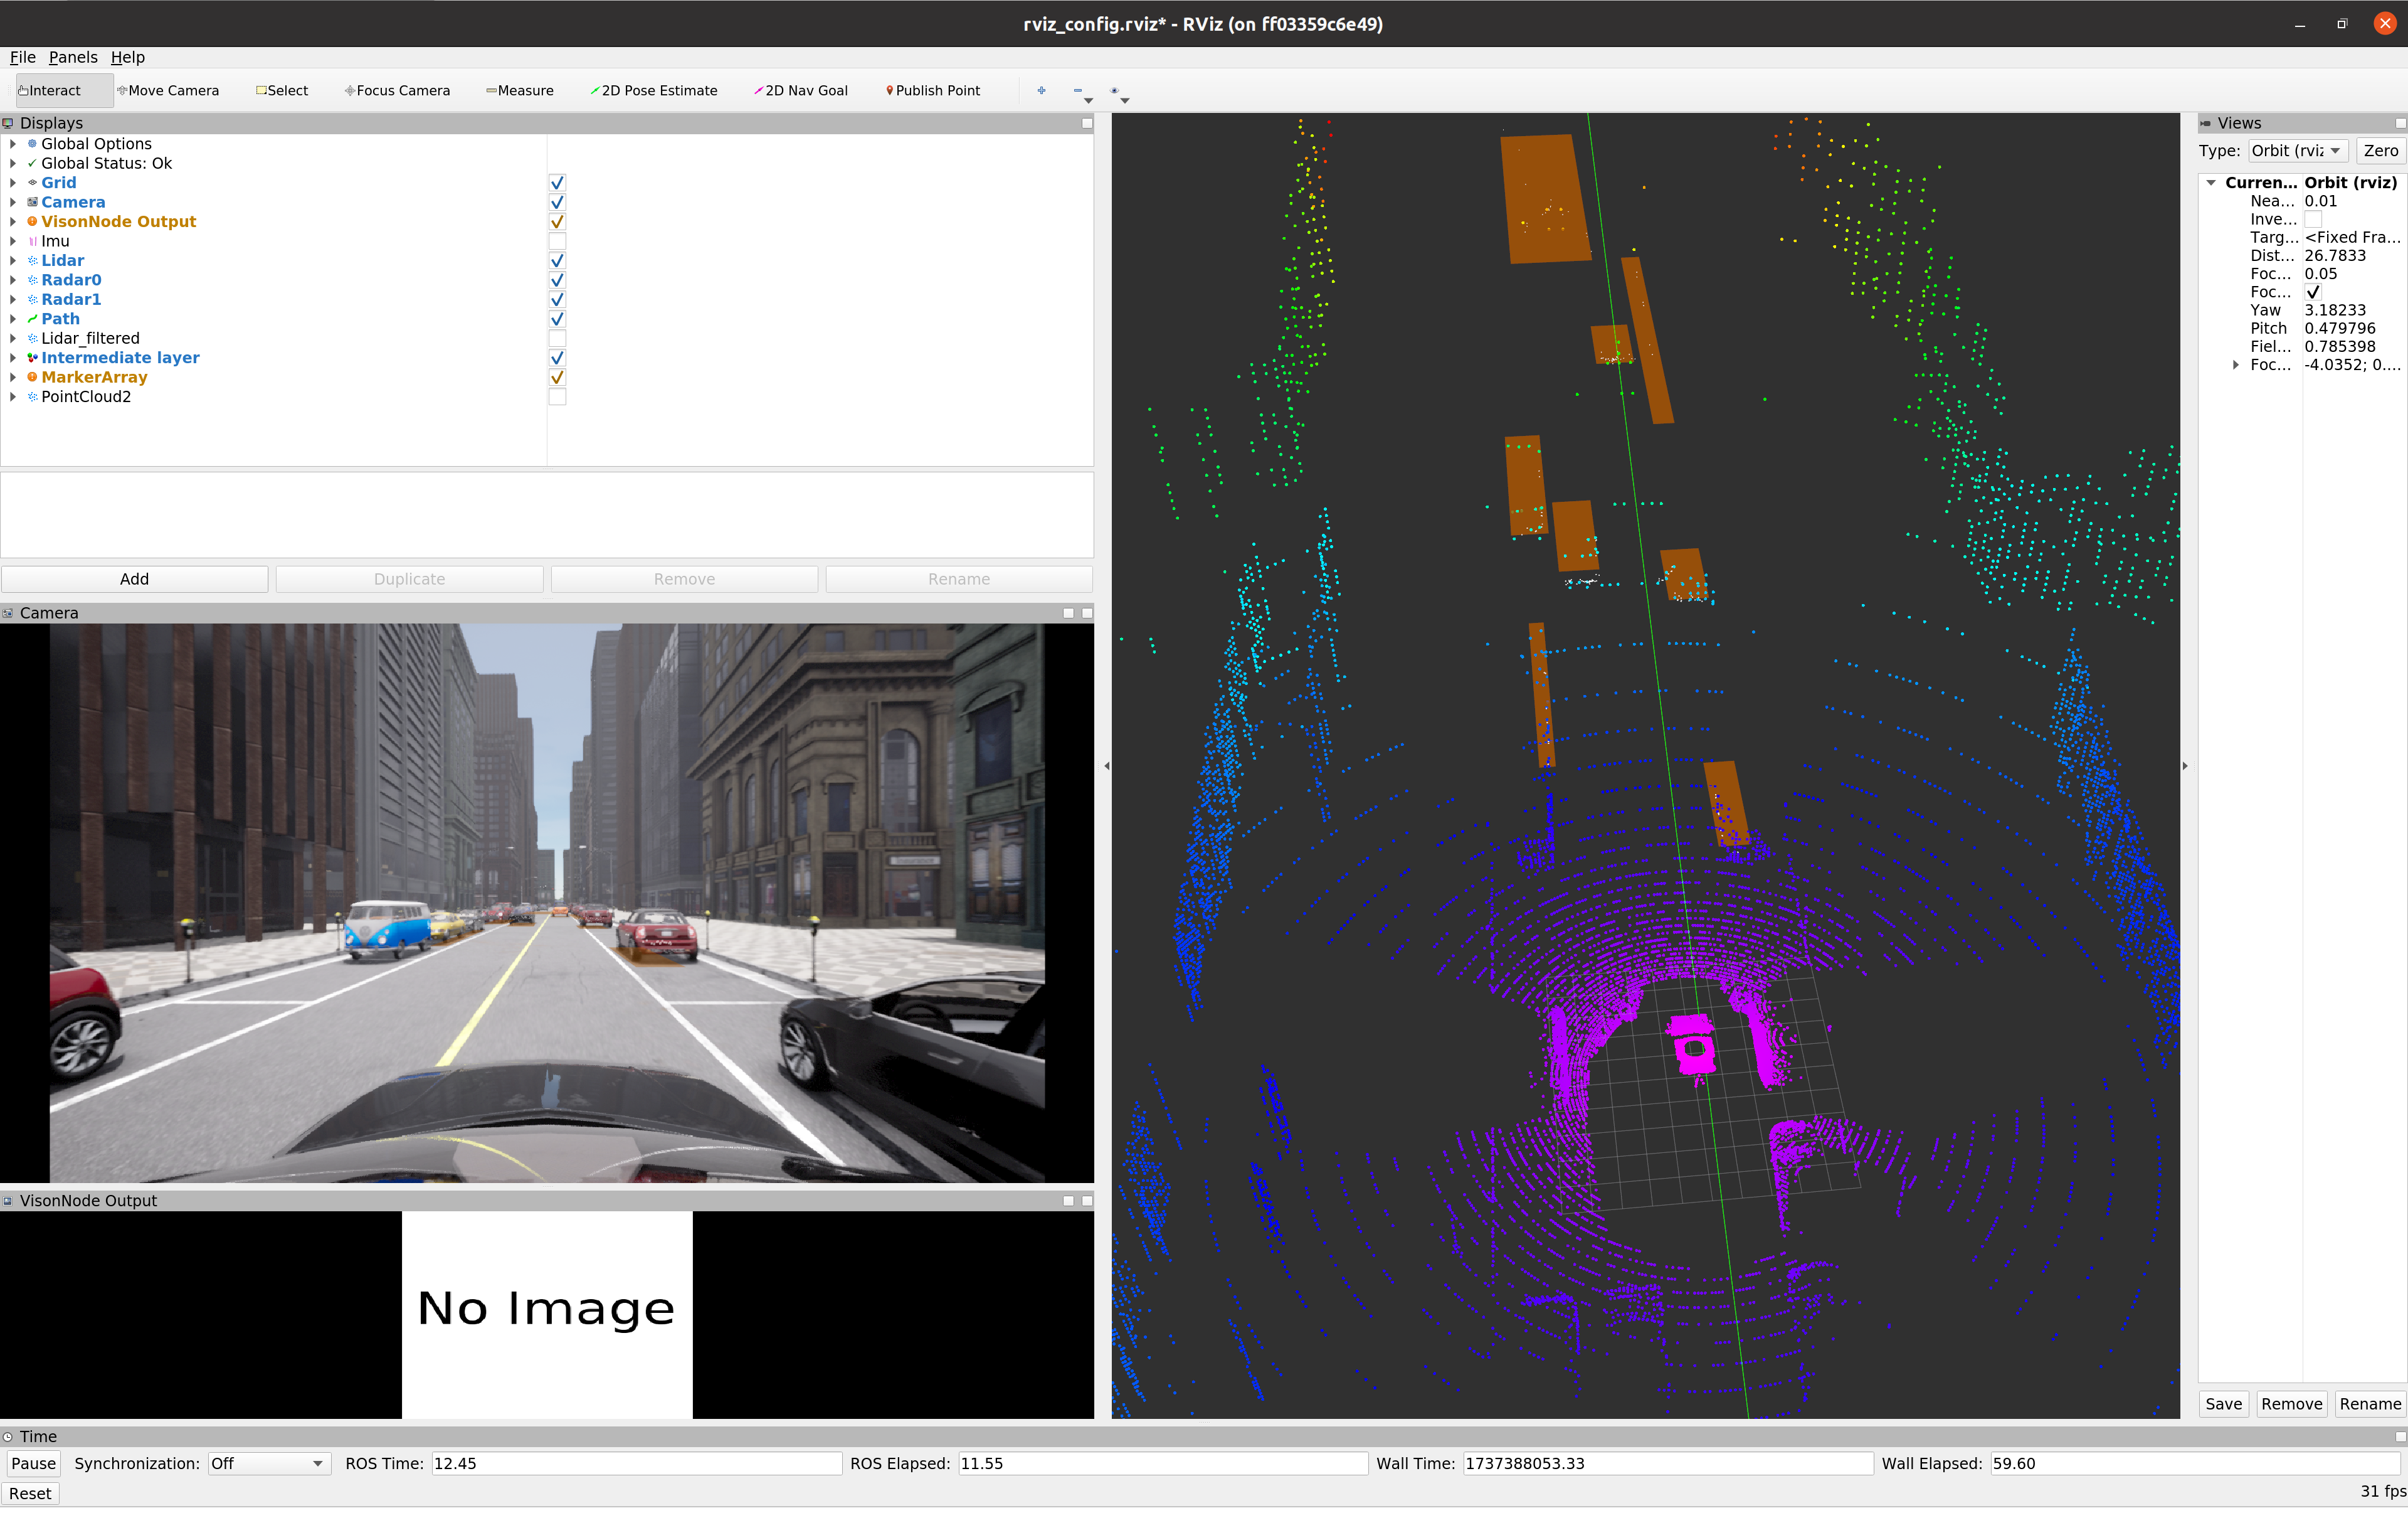 rviz_config.rviz* - RViz (on ff03359c6e49)
File Panels Help
Interact Move Camera Select Focus Camera Measure 2D Pose Estimate 2D Nav Goal Publish Point
Displays
Global Options
Global Status: Ok
Grid
Camera
VisonNode Output
Imu
Lidar
Radar0
Radar1
Path
Lidar_filtered
Intermediate layer
MarkerArray
PointCloud2
Add Duplicate Remove Rename
Camera
VisonNode Output
No Image
Views
Type: Orbit (rviz Zero
Curren... Orbit (rviz)
Nea... 0.01
Inve...
Targ... <Fixed Fra...
Dist... 26.7833
Foc... 0.05
Foc...
Yaw 3.18233
Pitch 0.479796
Fiel... 0.785398
Foc... -4.0352; 0....
Save Remove Rename
Time
Pause Synchronization: Off ROS Time: 12.45 ROS Elapsed: 11.55 Wall Time: 1737388053.33 Wall Elapsed: 59.60
Reset 31 fps